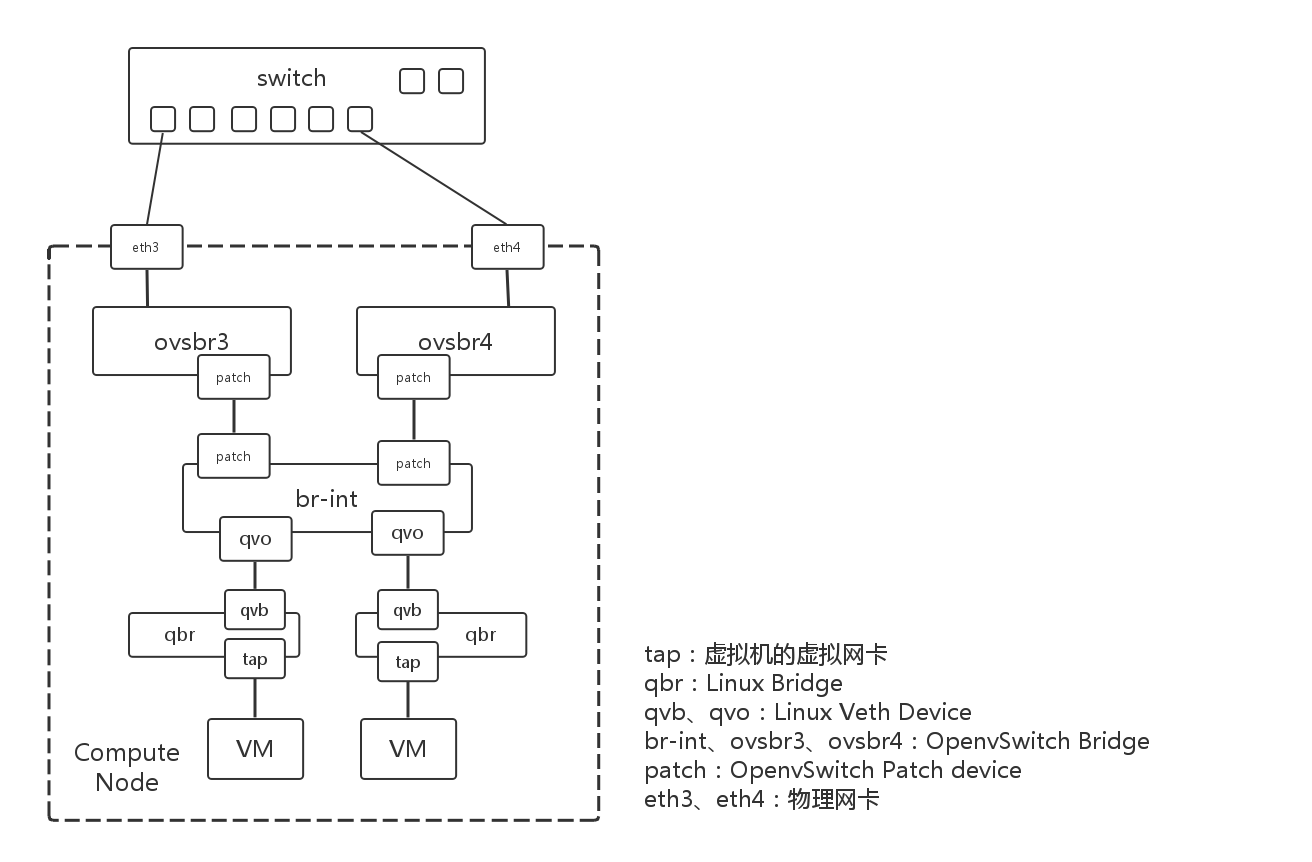 switch
eth3
eth4
ovsbr3
ovsbr4
patch
patch
patch
patch
br-int
qvo
qvo
qvb
qvb
qbr
qbr
tap
tap
VM
VM
Compute
Node
tap：虚拟机的虚拟网卡
qbr：Linux Bridge
qvb、qvo：Linux Veth Device
br-int、ovsbr3、ovsbr4：OpenvSwitch Bridge
patch：OpenvSwitch Patch device
eth3、eth4：物理网卡